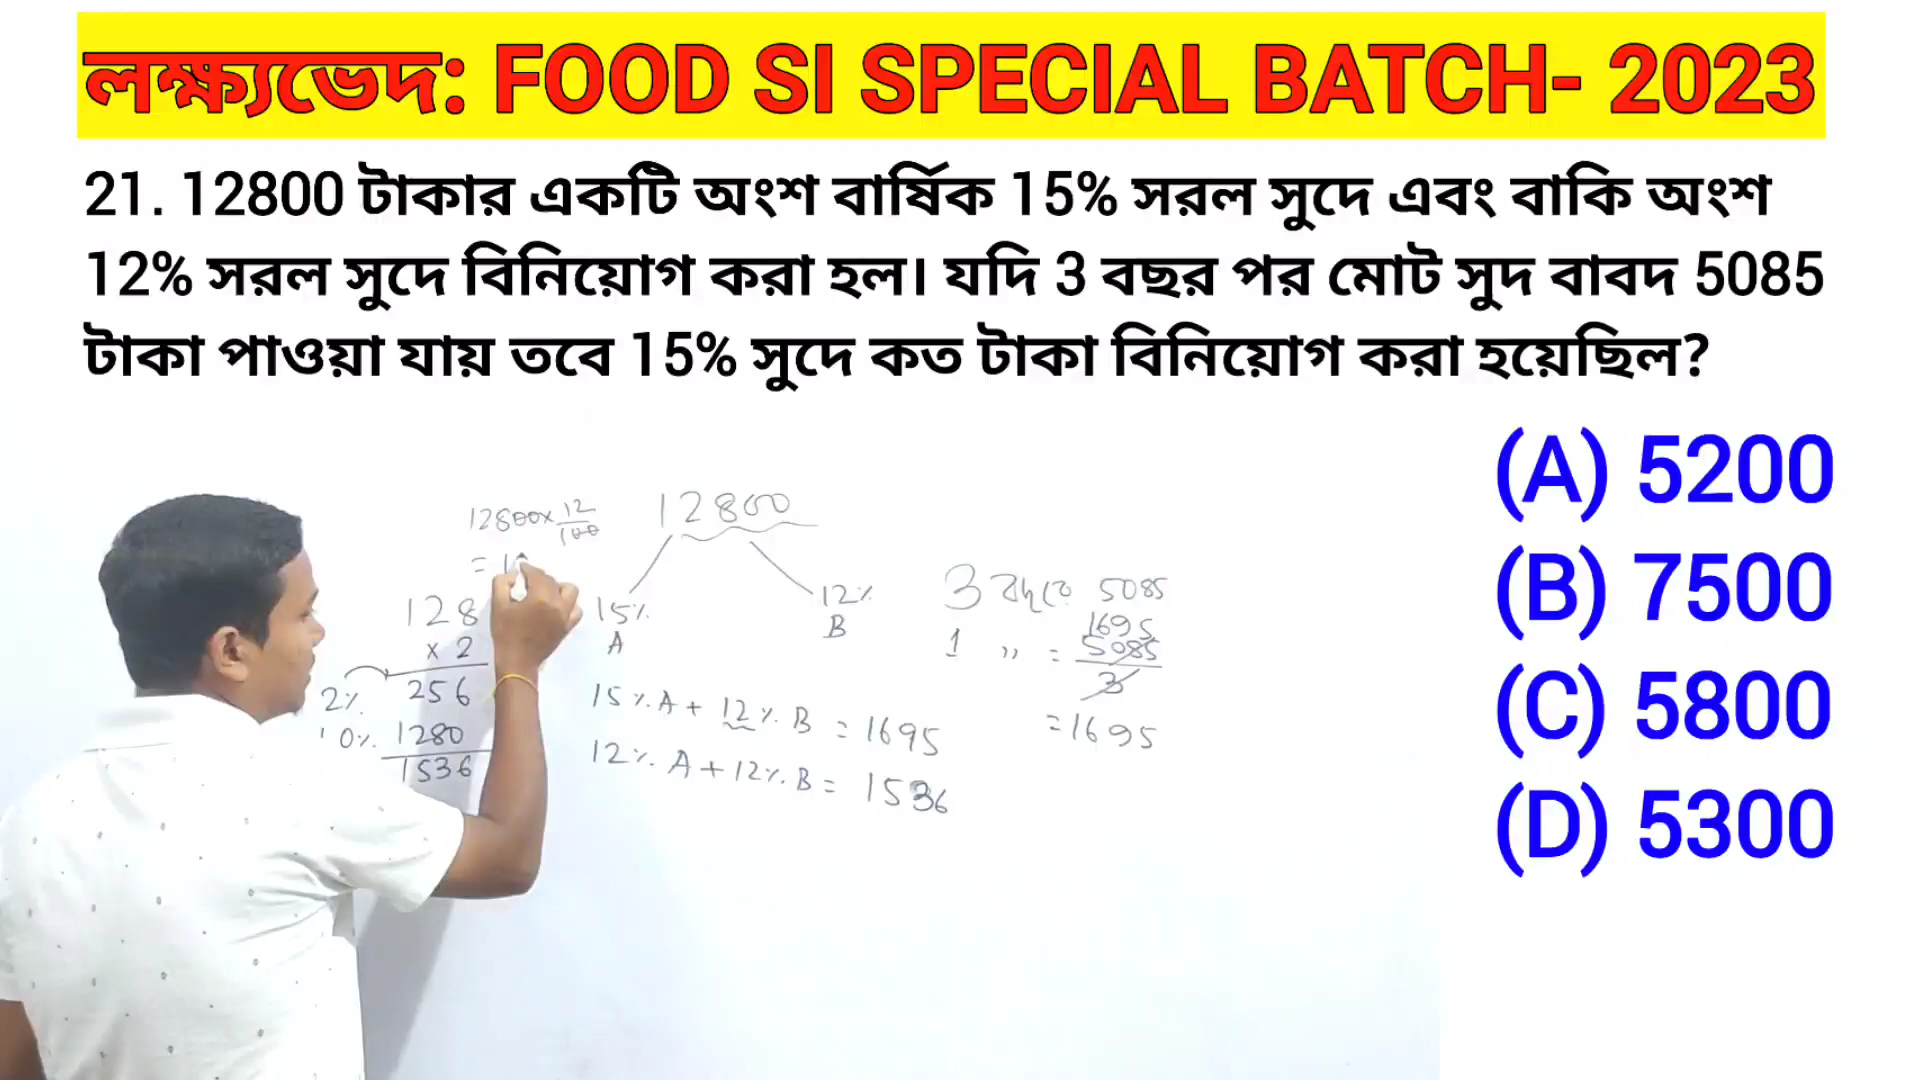 লক্ষ্যভেদ: FOOD SI SPECIAL BATCH- 2023
21. 12800 টাকার একটি অংশ বার্ষিক 15% সরল সুদে এবং বাকি অংশ
12% সরল সুদে বিনিয়োগ করা হল। যদি 3 বছর পর মোট সুদ বাবদ 5085
টাকা পাওয়া যায় তবে 15% সুদে কত টাকা বিনিয়োগ করা হয়েছিল?
(A) 5200
(B) 7500
(C) 5800
(D) 5300
12800 × 12/100
=
128
× 2
2% 256
10% 1280
1536
12800
15% 12%
A B
15% A + 12% B = 1695
12% A + 12% B = 1536
3 বছরে 5085
1695
1 ,, = 5085/3
= 1695